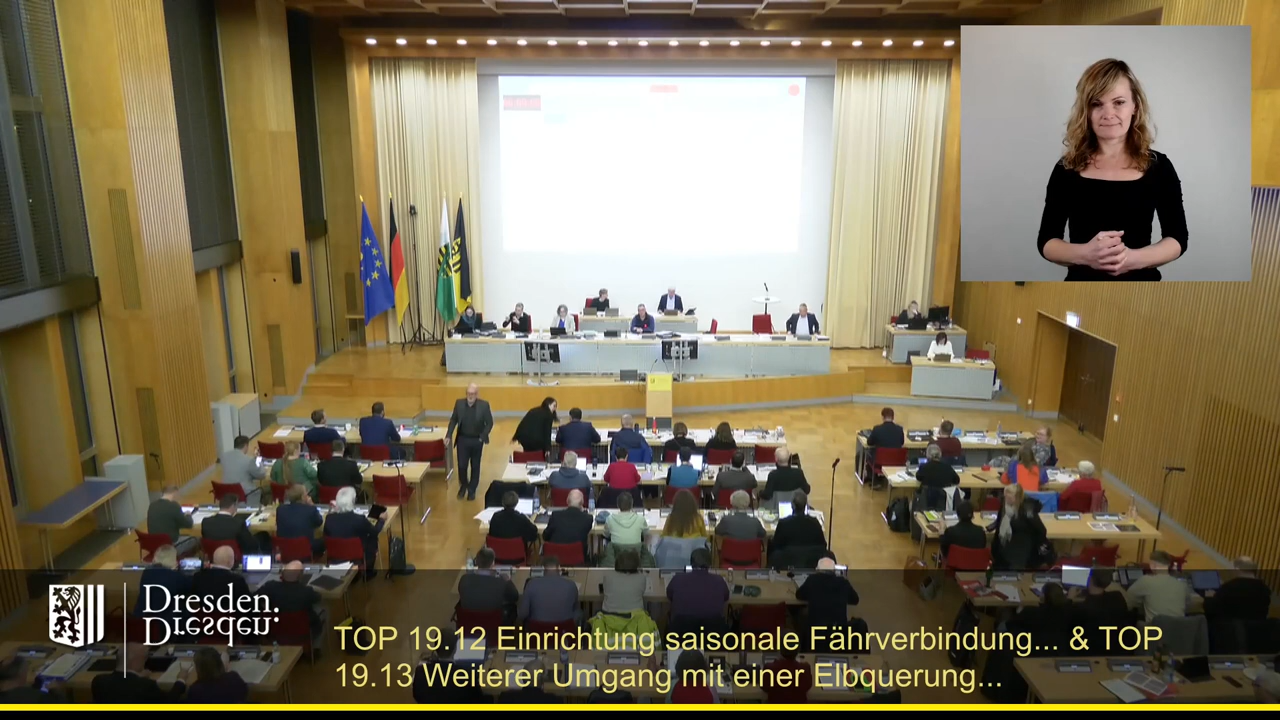 Dresden.
Dresden.
TOP 19.12 Einrichtung saisonale Fährverbindung... & TOP
19.13 Weiterer Umgang mit einer Elbquerung...